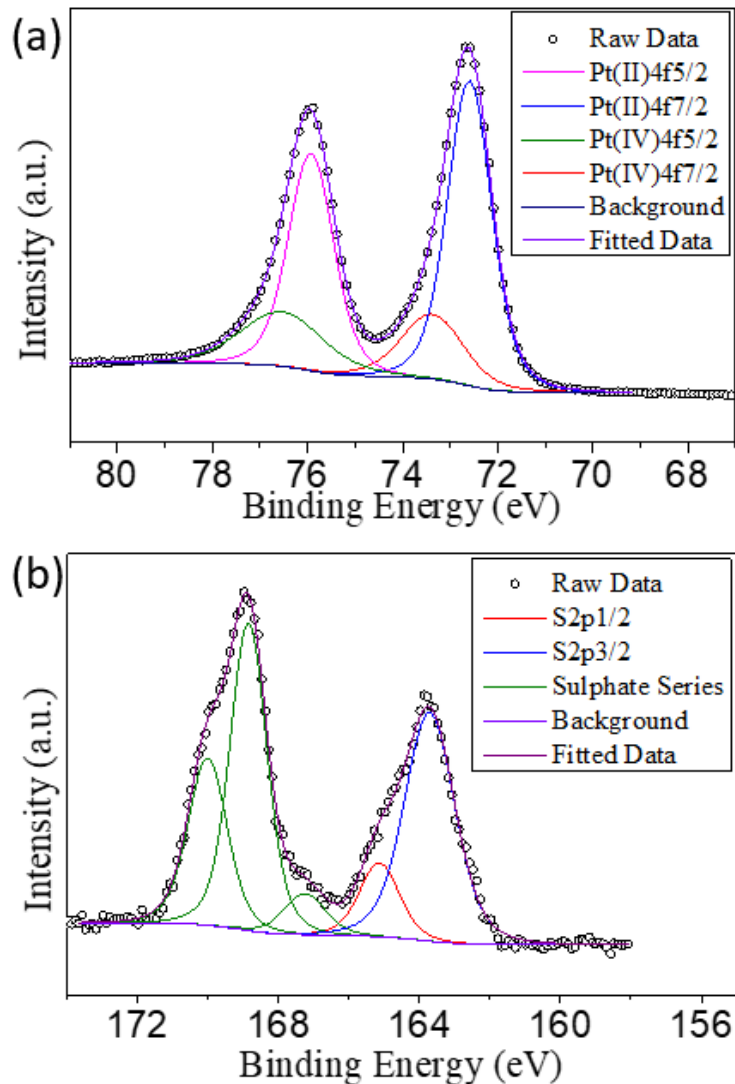 (a)
Raw Data
Pt(II)4f5/2
Pt(II)4f7/2
Pt(IV)4f5/2
Pt(IV)4f7/2
Background
Fitted Data
Intensity (a.u.)
80 78 76 74 72 70 68
Binding Energy (eV)
(b)
Raw Data
S2p1/2
S2p3/2
Sulphate Series
Background
Fitted Data
Intensity (a.u.)
172 168 164 160 156
Binding Energy (eV)